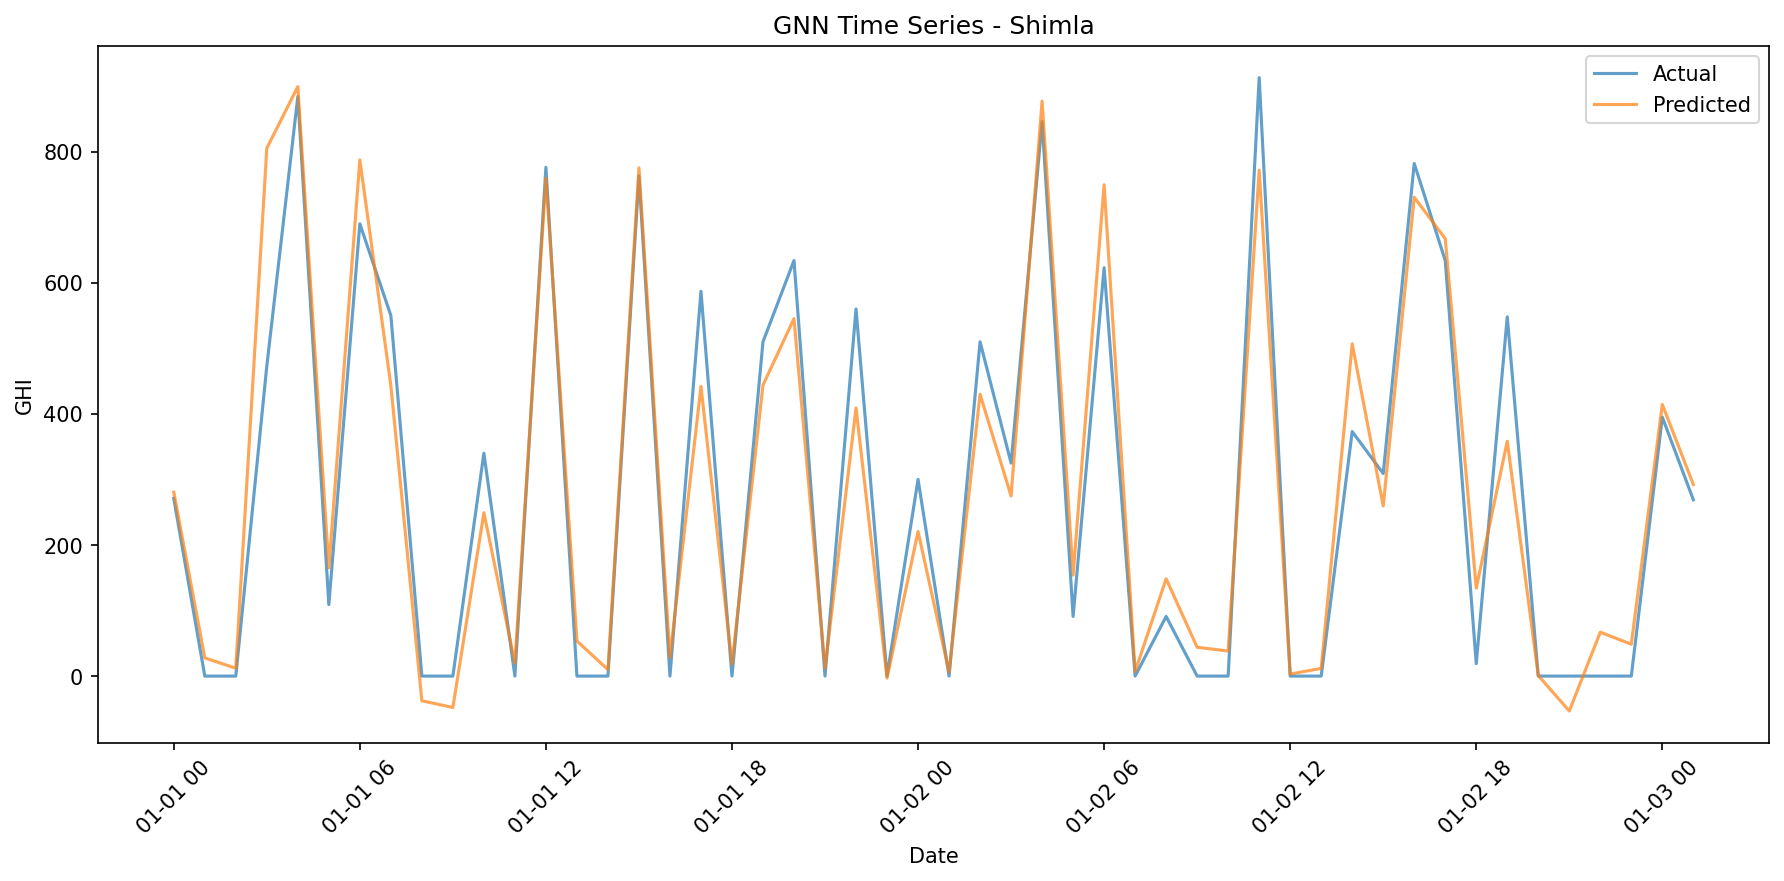 GNN Time Series - Shimla
Actual
Predicted
GHI
800
600
400
200
0
01-01 00
01-01 06
01-01 12
01-01 18
01-02 00
01-02 06
01-02 12
01-02 18
01-03 00
Date